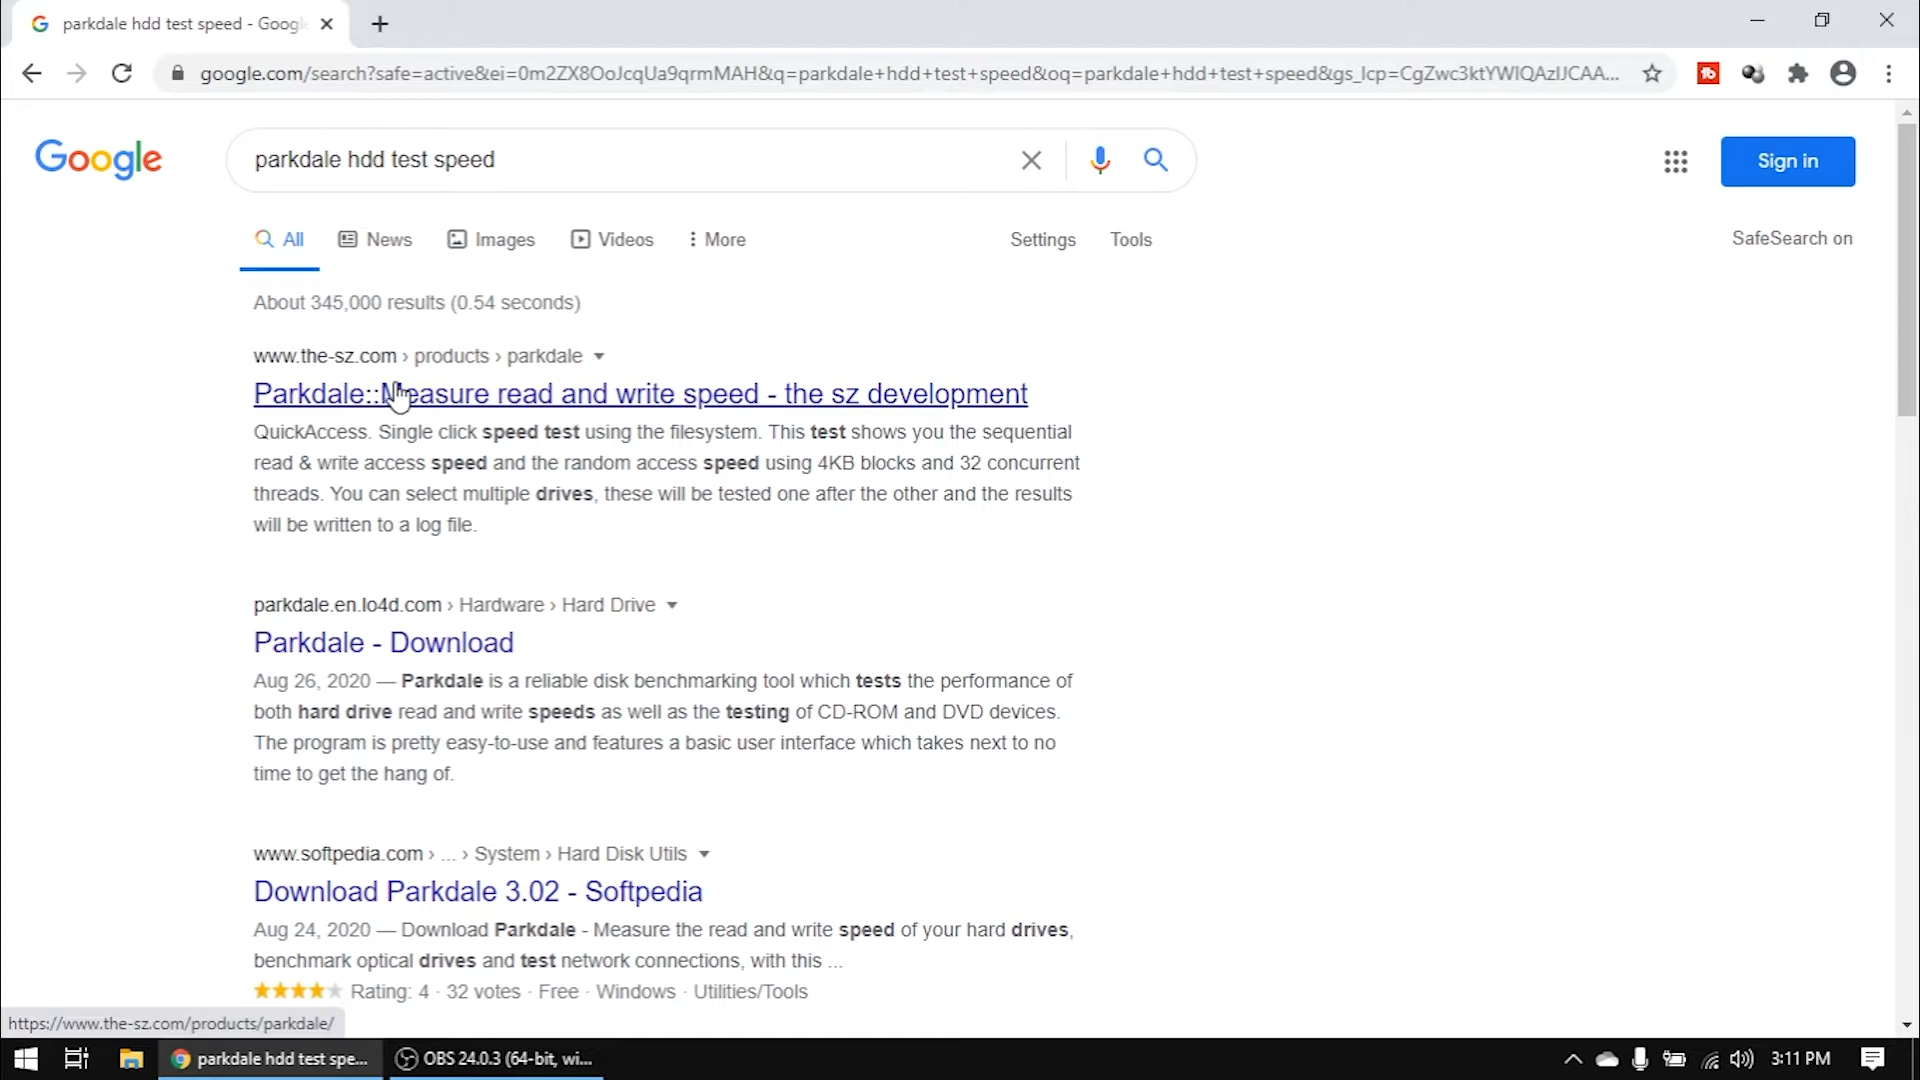 parkdale hdd test speed - Googl
google.com/search?safe=active&ei=0m2ZX8OoJcqUa9qrmMAH&q=parkdale+hdd+test+speed&oq=parkdale+hdd+test+speed&gs_lcp=CgZwc3ktYWIQAzIJCAA...
Google
parkdale hdd test speed
Sign in
All News Images Videos More Settings Tools SafeSearch on
About 345,000 results (0.54 seconds)
www.the-sz.com › products › parkdale
Parkdale::Measure read and write speed - the sz development
QuickAccess. Single click speed test using the filesystem. This test shows you the sequential
read & write access speed and the random access speed using 4KB blocks and 32 concurrent
threads. You can select multiple drives, these will be tested one after the other and the results
will be written to a log file.
parkdale.en.lo4d.com › Hardware › Hard Drive
Parkdale - Download
Aug 26, 2020 — Parkdale is a reliable disk benchmarking tool which tests the performance of
both hard drive read and write speeds as well as the testing of CD-ROM and DVD devices.
The program is pretty easy-to-use and features a basic user interface which takes next to no
time to get the hang of.
www.softpedia.com › ... › System › Hard Disk Utils
Download Parkdale 3.02 - Softpedia
Aug 24, 2020 — Download Parkdale - Measure the read and write speed of your hard drives,
benchmark optical drives and test network connections, with this ...
Rating: 4 · 32 votes · Free · Windows · Utilities/Tools
https://www.the-sz.com/products/parkdale/
parkdale hdd test spe... OBS 24.0.3 (64-bit, wi... 3:11 PM